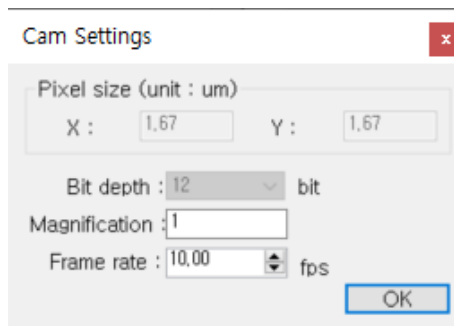 Cam Settings x
Pixel size (unit : um)
X : 1,67 Y : 1,67
Bit depth : 12 bit
Magnification : 1
Frame rate : 10,00 fps
OK